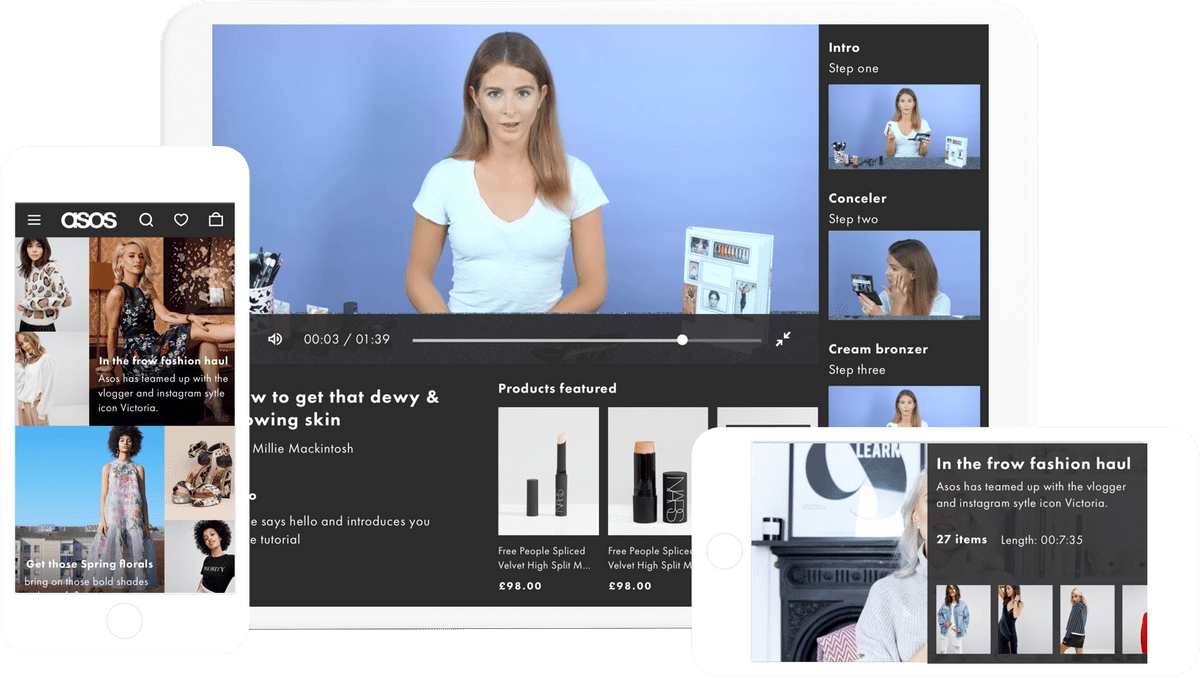 asos
In the frow fashion haul
Asos has teamed up with the
vlogger and instagram sytle
icon Victoria.
Get those Spring florals
bring on those bold shades
00:03 / 01:39
w to get that dewy &
owing skin
Millie Mackintosh
o
e says hello and introduces you
e tutorial
Products featured
NARS
Free People Spliced
Velvet High Split M...
£98.00
Free People Spliced
Velvet High Split M
£98.00
Intro
Step one
Conceler
Step two
Cream bronzer
Step three
LEARN
In the frow fashion haul
Asos has teamed up with the vlogger
and instagram sytle icon Victoria.
27 items Length: 00:7:35